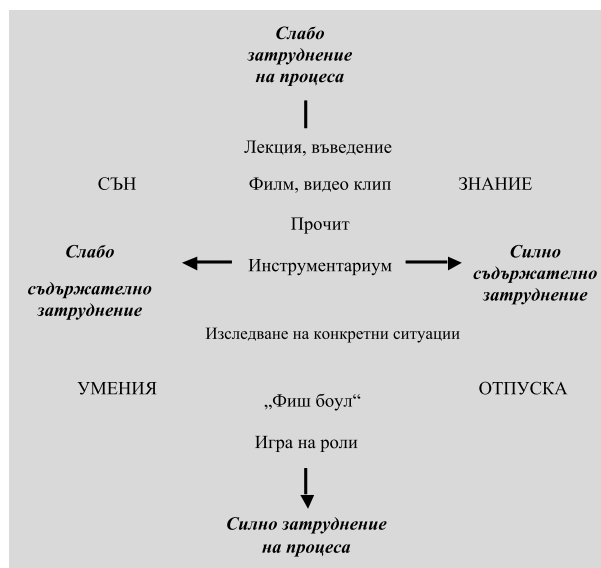 Слабо
затруднение
на процеса
Лекция, въведение
СЪН
Филм, видео клип
ЗНАНИЕ
Прочит
Слабо
съдържателно
затруднение
Инструментариум
Силно
съдържателно
затруднение
Изследване на конкретни ситуации
УМЕНИЯ
„Фиш боул“
ОТПУСКА
Игра на роли
Силно затруднение
на процеса